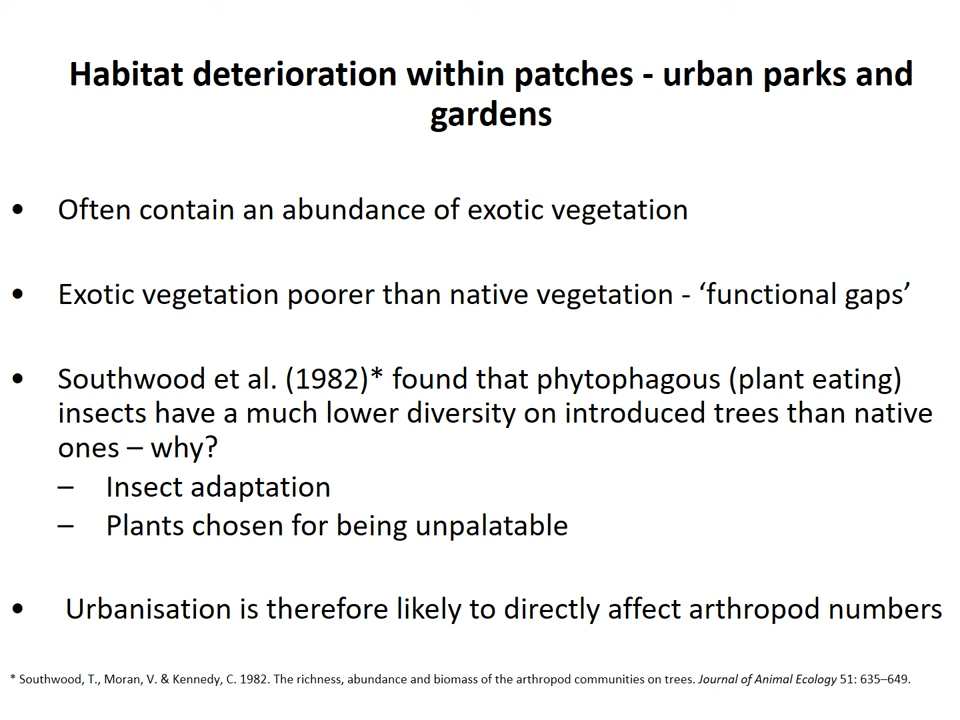 Habitat deterioration within patches - urban parks and
gardens
• Often contain an abundance of exotic vegetation
• Exotic vegetation poorer than native vegetation - ‘functional gaps’
• Southwood et al. (1982)* found that phytophagous (plant eating)
insects have a much lower diversity on introduced trees than native
ones – why?
– Insect adaptation
– Plants chosen for being unpalatable
• Urbanisation is therefore likely to directly affect arthropod numbers
* Southwood, T., Moran, V. & Kennedy, C. 1982. The richness, abundance and biomass of the arthropod communities on trees. Journal of Animal Ecology 51: 635–649.